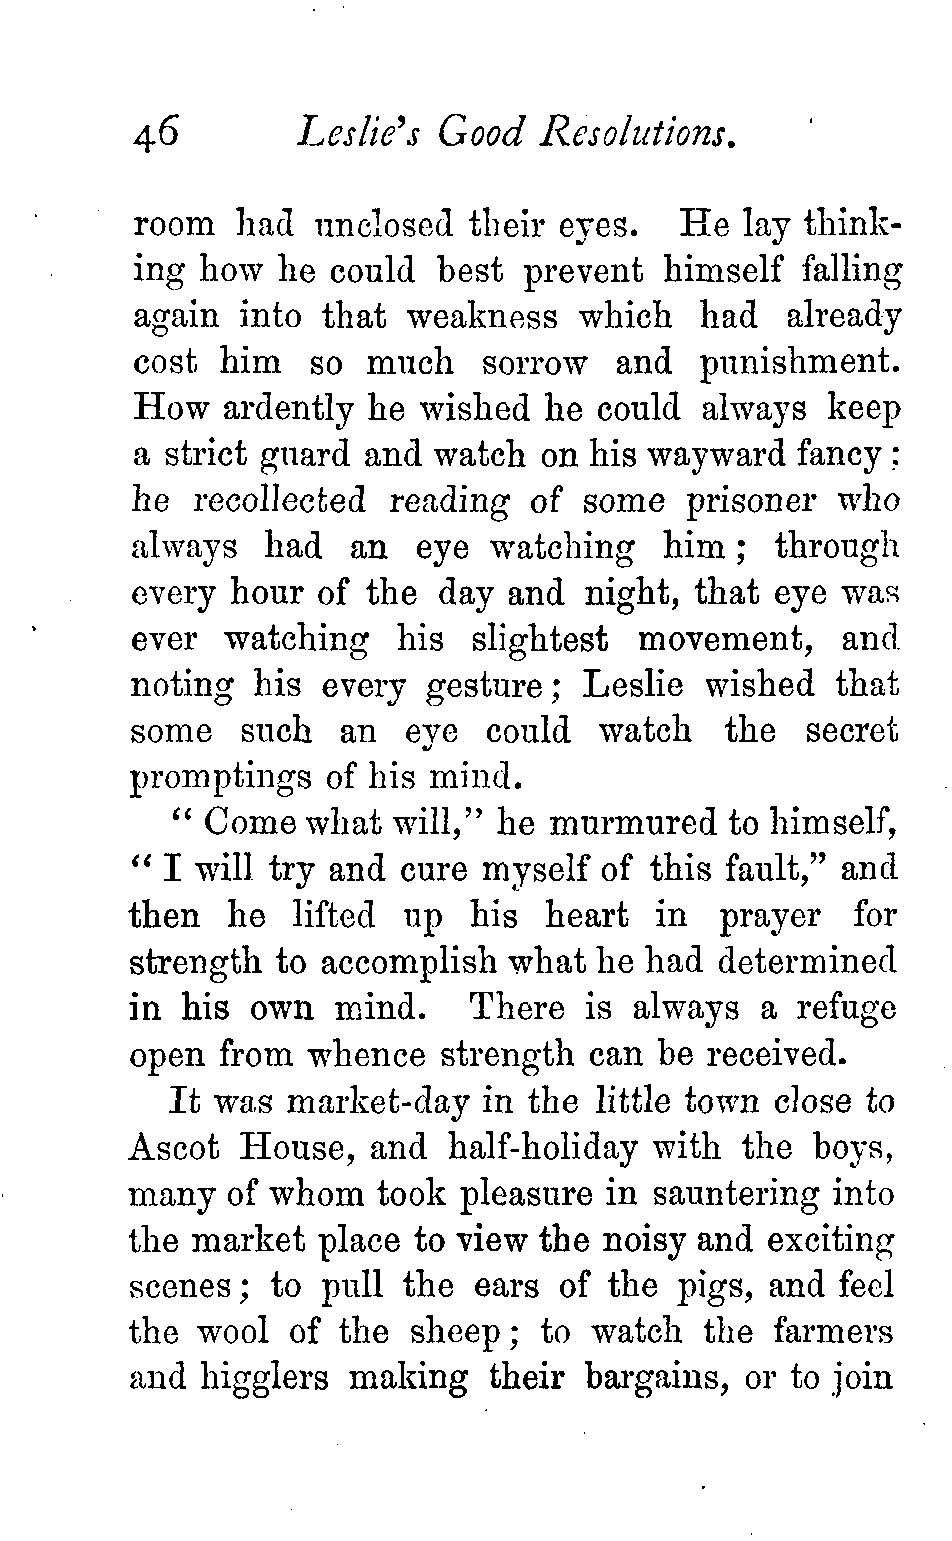 46 Leslie's Good Resolutions.
room had unclosed their eyes. He lay think-
ing how he could best prevent himself falling
again into that weakness which had already
cost him so much sorrow and punishment.
How ardently he wished he could always keep
a strict guard and watch on his wayward fancy:
he recollected reading of some prisoner who
always had an eye watching him; through
every hour of the day and night, that eye was
ever watching his slightest movement, and
noting his every gesture; Leslie wished that
some such an eye could watch the secret
promptings of his mind.
"Come what will," he murmured to himself,
"I will try and cure myself of this fault," and
then he lifted up his heart in prayer for
strength to accomplish what he had determined
in his own mind. There is always a refuge
open from whence strength can be received.
It was market-day in the little town close to
Ascot House, and half-holiday with the boys,
many of whom took pleasure in sauntering into
the market place to view the noisy and exciting
scenes; to pull the ears of the pigs, and feel
the wool of the sheep; to watch the farmers
and higglers making their bargains, or to join